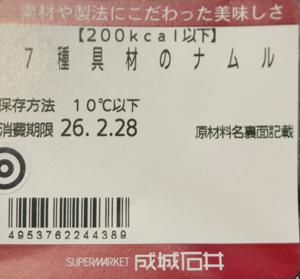 素材や製法にこだわった美味しさ
【200kcal以下】
7種具材のナムル
保存方法 10℃以下
消費期限 26.2.28
原材料名裏面記載
4953762244389
SUPERMARKET 成城石井